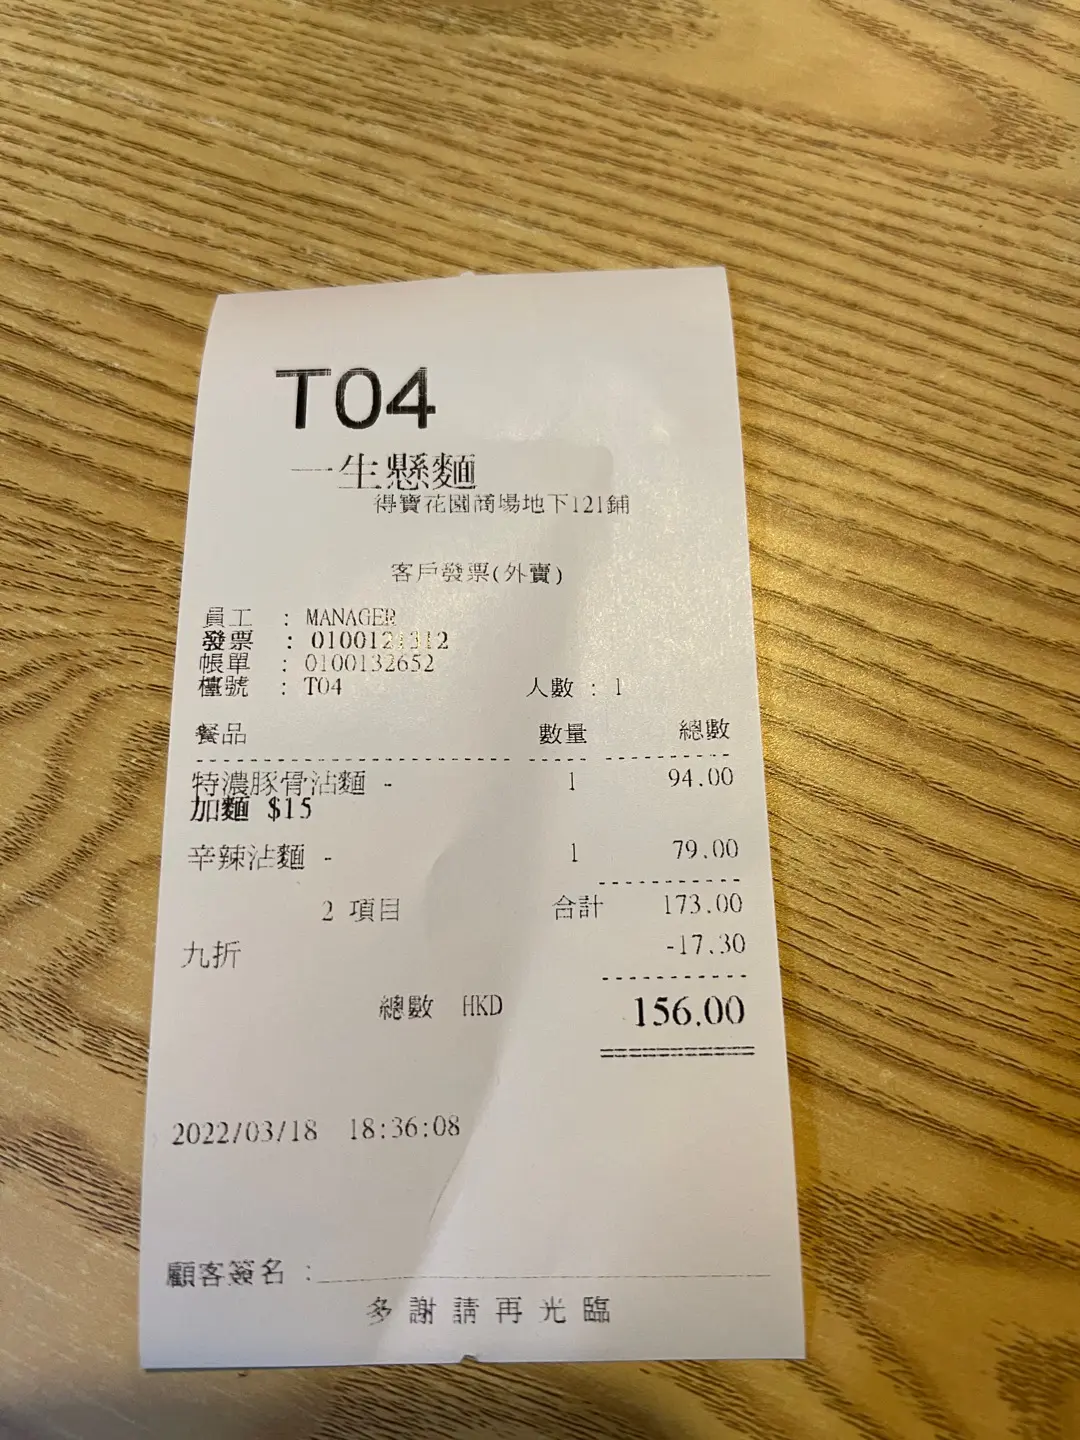 T04
一生懸麵
得寶花園商場地下121鋪
客戶發票(外賣)
員工 : MANAGER
發票 : 0100121312
帳單 : 0100132652
檯號 : T04 人數 : 1
餐品 數量 總數
特濃豚骨沾麵 - 1 94.00
加麵 $15
辛辣沾麵 - 1 79.00
2 項目 合計 173.00
九折 -17.30
總數 HKD 156.00
2022/03/18 18:36:08
顧客簽名 :
多謝請再光臨